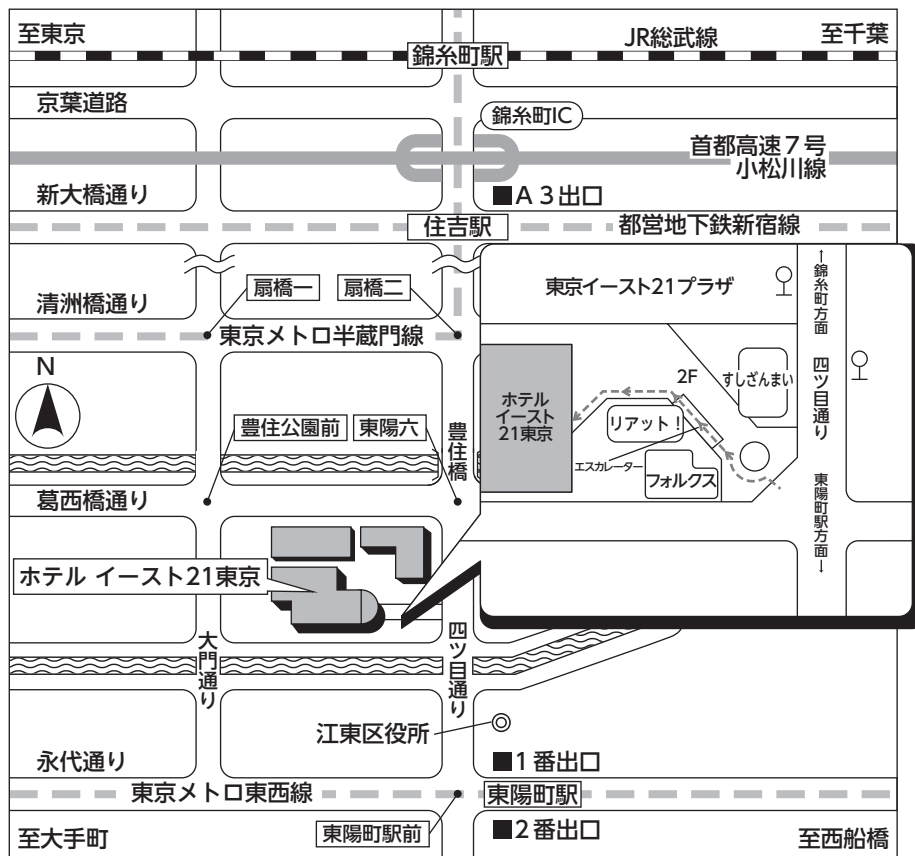 至東京
JR総武線
至千葉
錦糸町駅
京葉道路
錦糸町IC
首都高速7号
小松川線
新大橋通り
■A3出口
住吉駅
都営地下鉄新宿線
清洲橋通り
扇橋一
扇橋二
東京メトロ半蔵門線
N
豊住公園前
東陽六
豊住橋
葛西橋通り
ホテル イースト21東京
大門通り
四ツ目通り
江東区役所
永代通り
■1番出口
東京メトロ東西線
東陽町駅
東陽町駅前
■2番出口
至大手町
至西船橋
東京イースト21プラザ
←錦糸町方面
四ツ目通り
東陽町駅方面→
2F
すしざんまい
ホテル
イースト
21東京
リアット!
エスカレーター
フォルクス